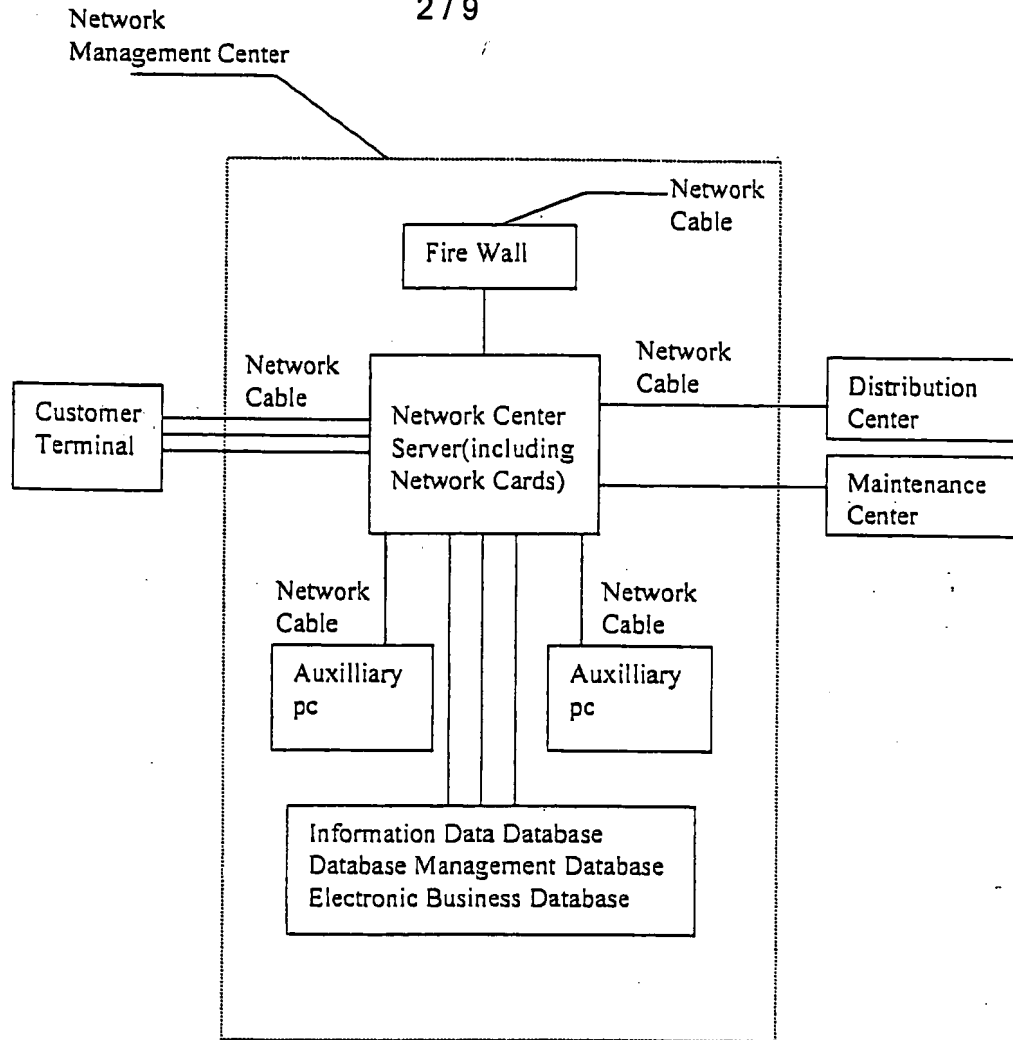 2 / 9
Network
Management Center
Network
Cable
Fire Wall
Network
Cable
Network
Cable
Customer
Terminal
Network Center
Server(including
Network Cards)
Distribution
Center
Maintenance
Center
Network
Cable
Network
Cable
Auxilliary
pc
Auxilliary
pc
Information Data Database
Database Management Database
Electronic Business Database